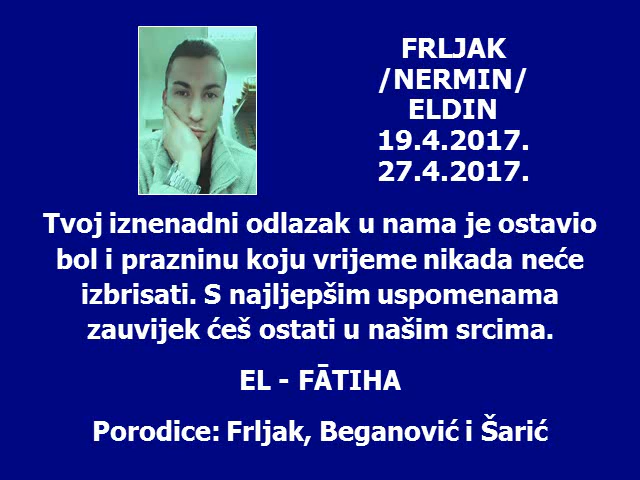 FRLJAK
/NERMIN/
ELDIN
19.4.2017.
27.4.2017.
Tvoj iznenadni odlazak u nama je ostavio
bol i prazninu koju vrijeme nikada neće
izbrisati. S najljepšim uspomenama
zauvijek ćeš ostati u našim srcima.
EL - FĀTIHA
Porodice: Frljak, Beganović i Šarić